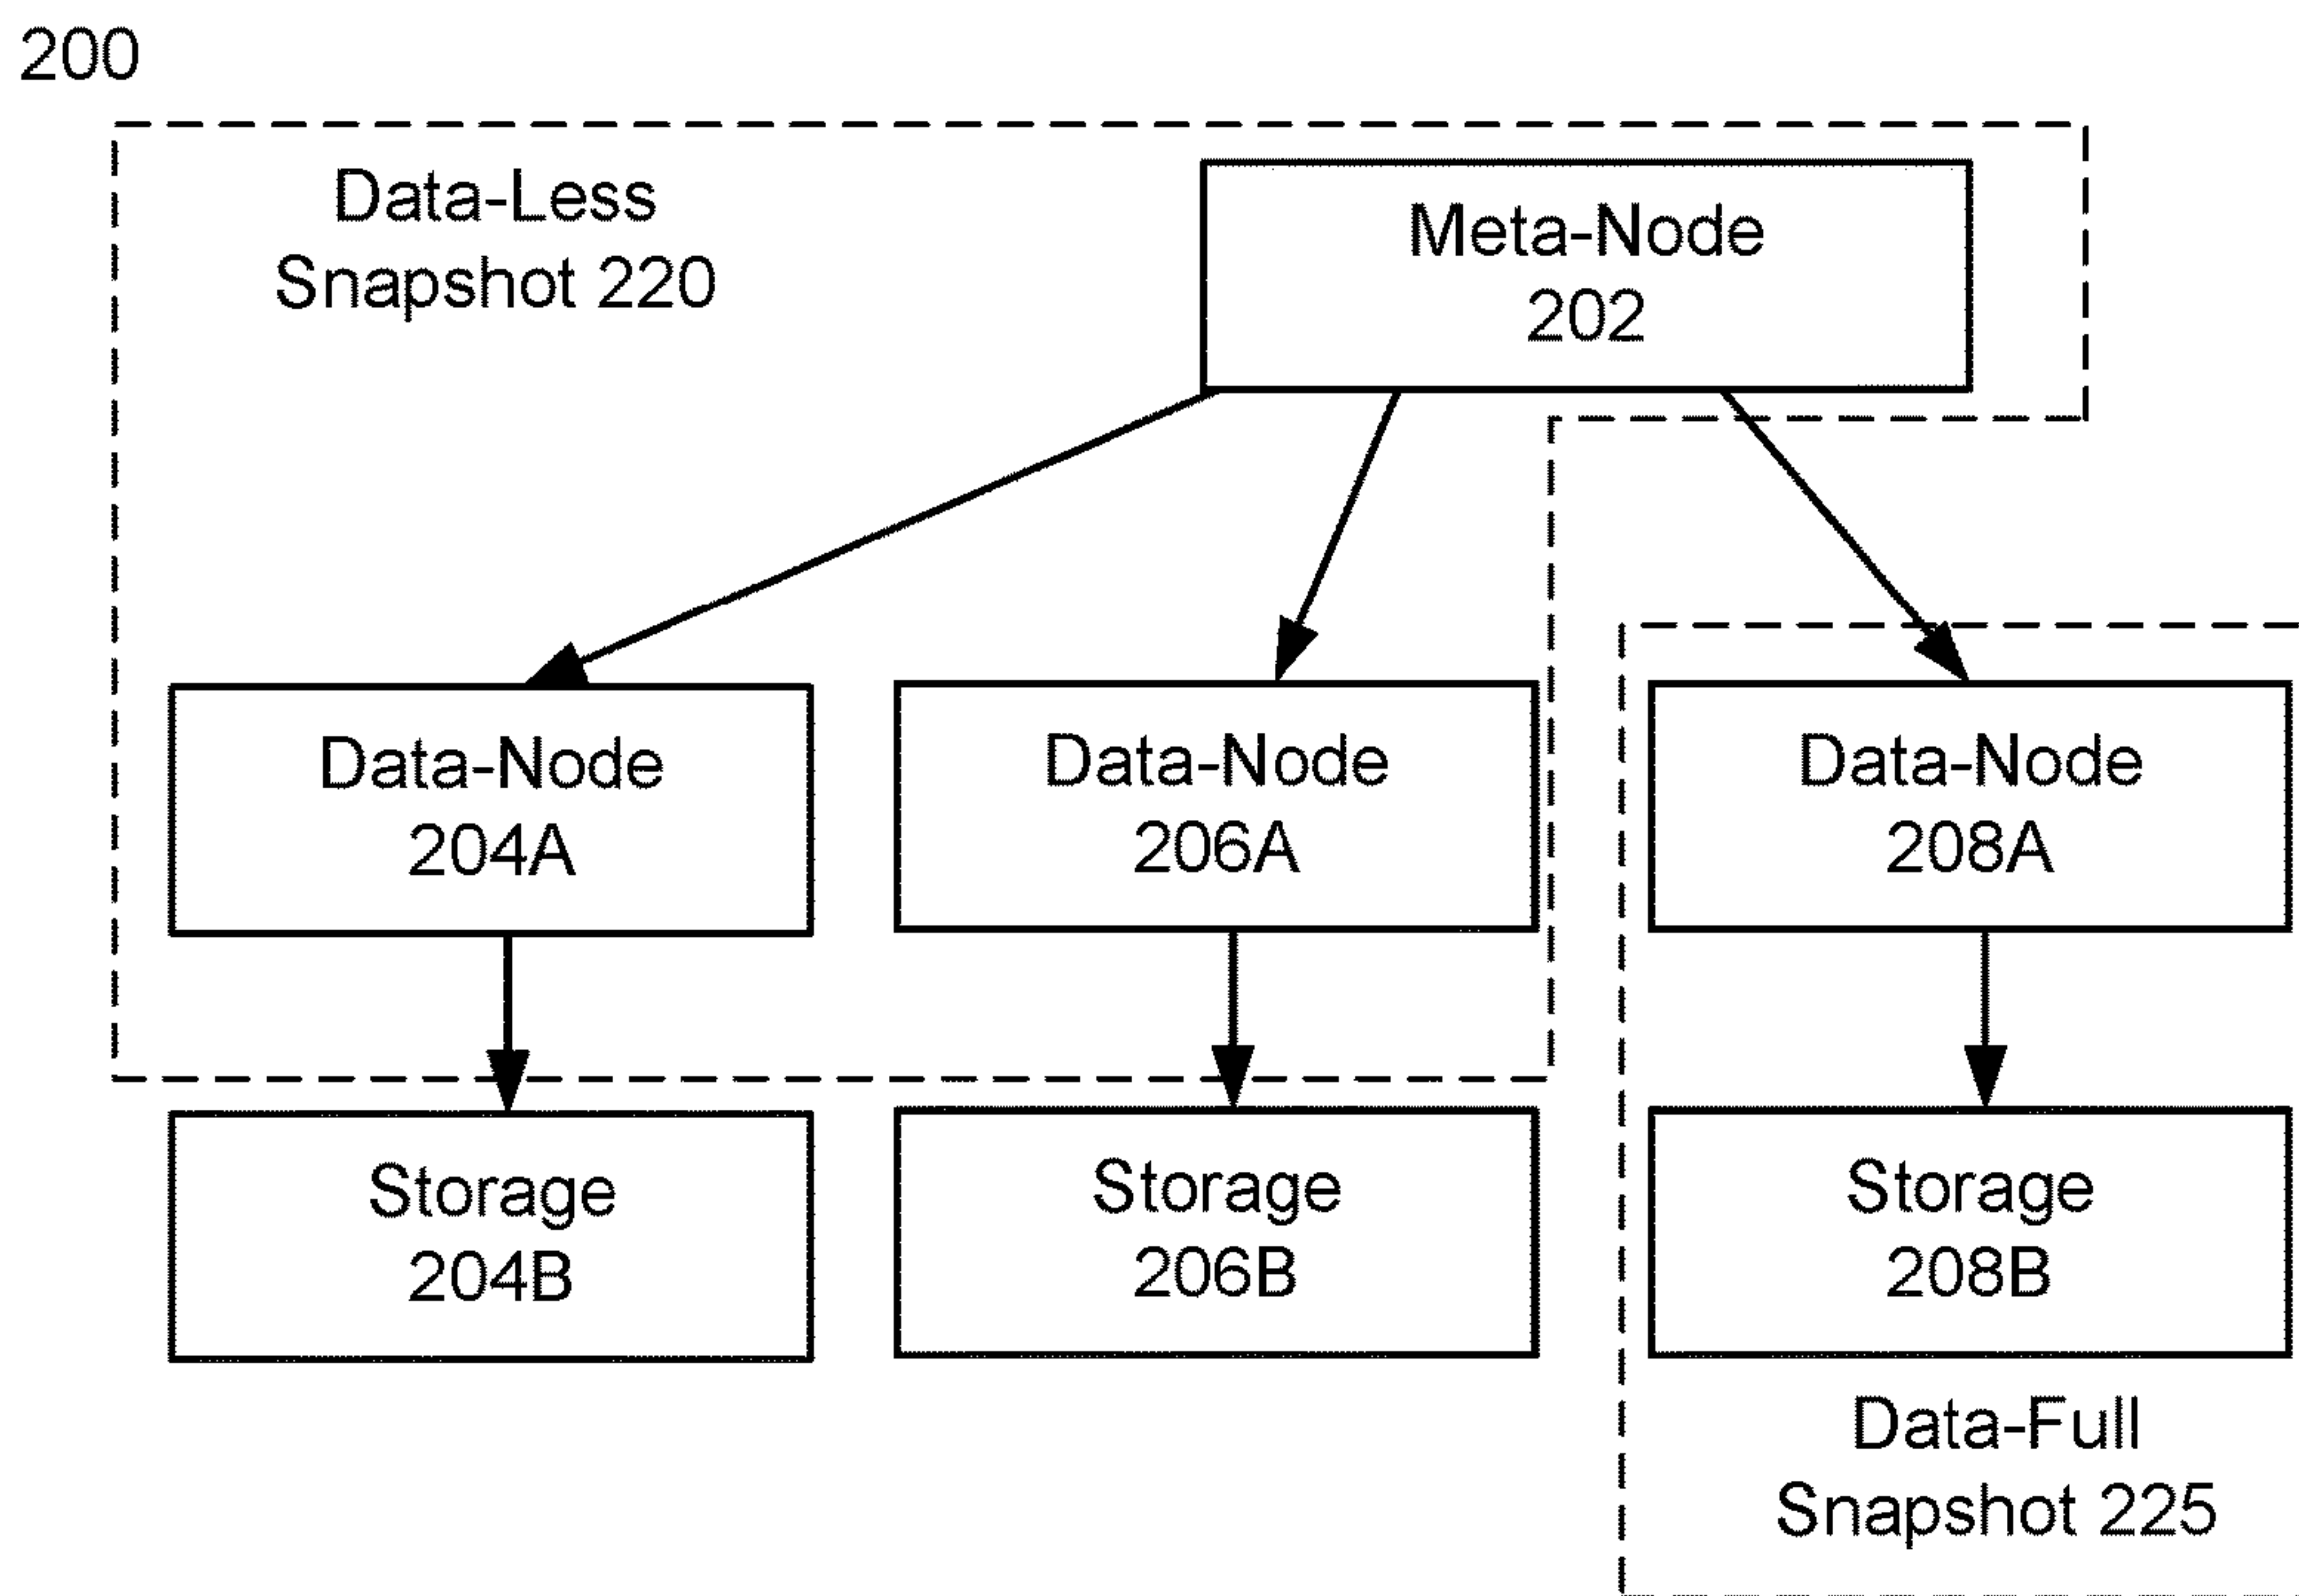 200
Data-Less
Snapshot 220
Meta-Node
202
Data-Node
204A
Data-Node
206A
Data-Node
208A
Storage
204B
Storage
206B
Storage
208B
Data-Full
Snapshot 225